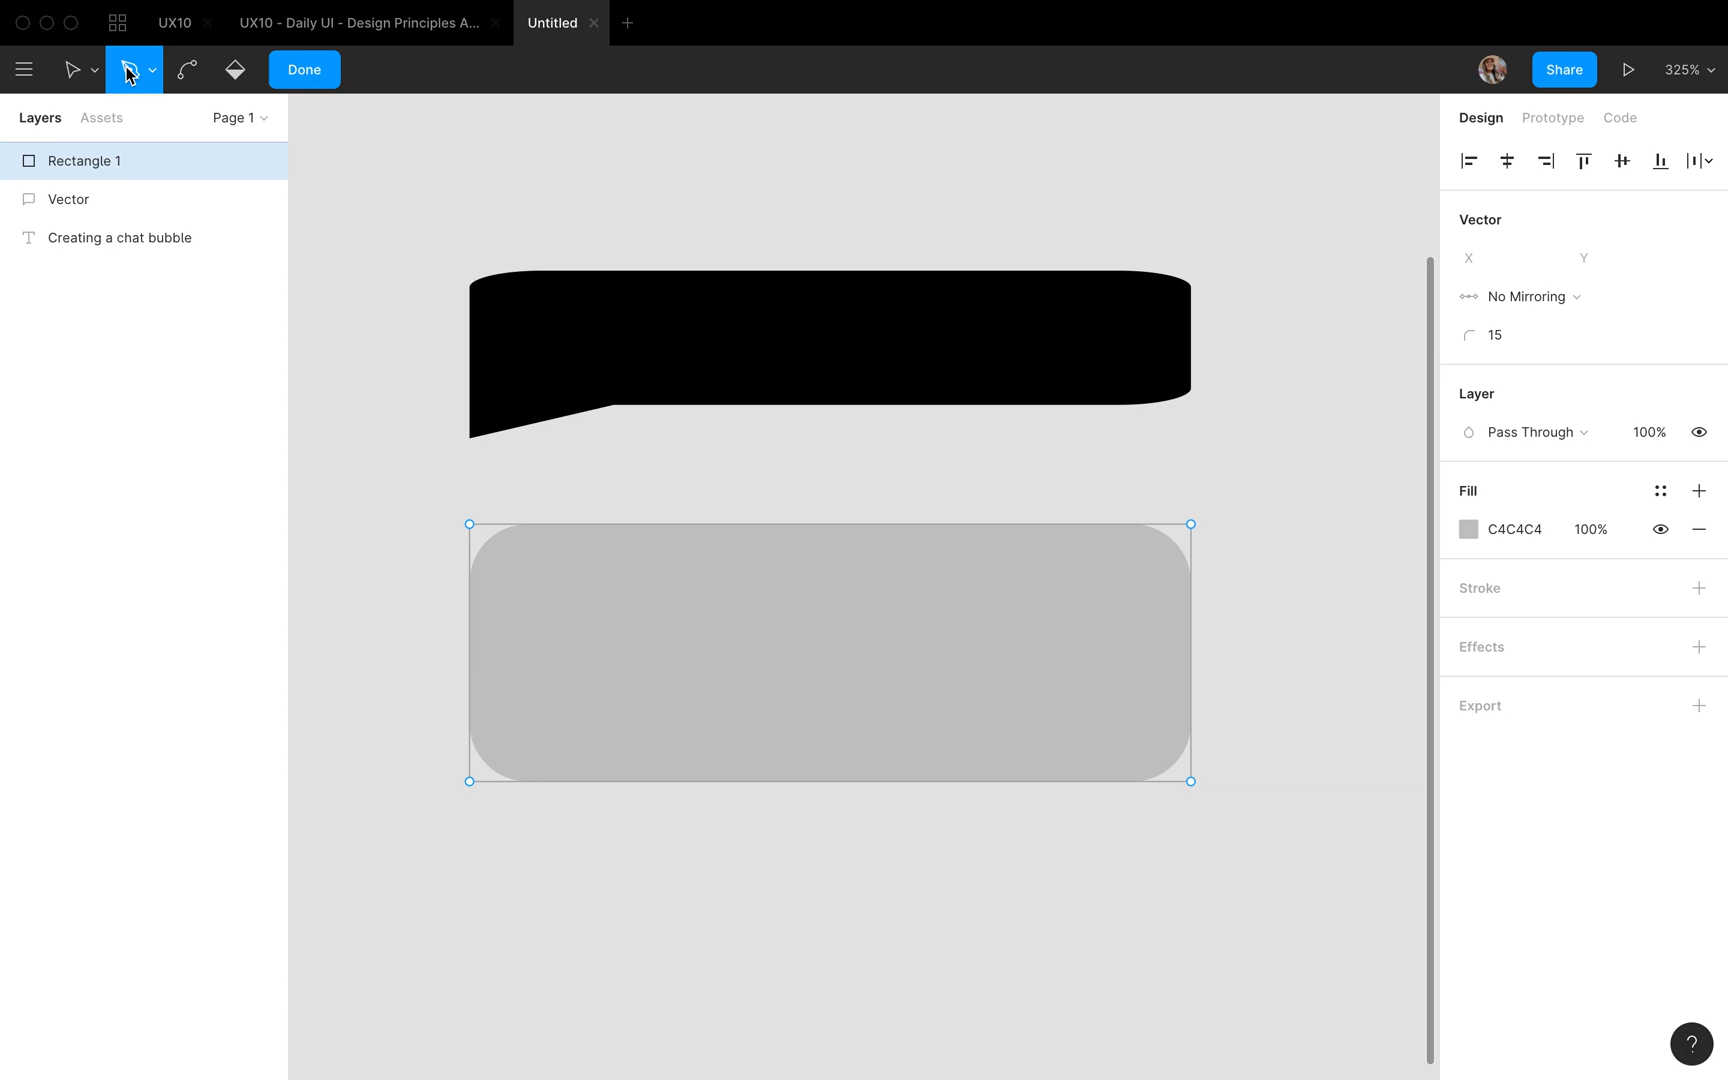 UX10
UX10 - Daily UI - Design Principles A...
Untitled
Done
Share
325%
Layers
Assets
Page 1
Rectangle 1
Vector
Creating a chat bubble
Design
Prototype
Code
Vector
X
Y
No Mirroring
15
Layer
Pass Through
100%
Fill
C4C4C4
100%
Stroke
Effects
Export
?